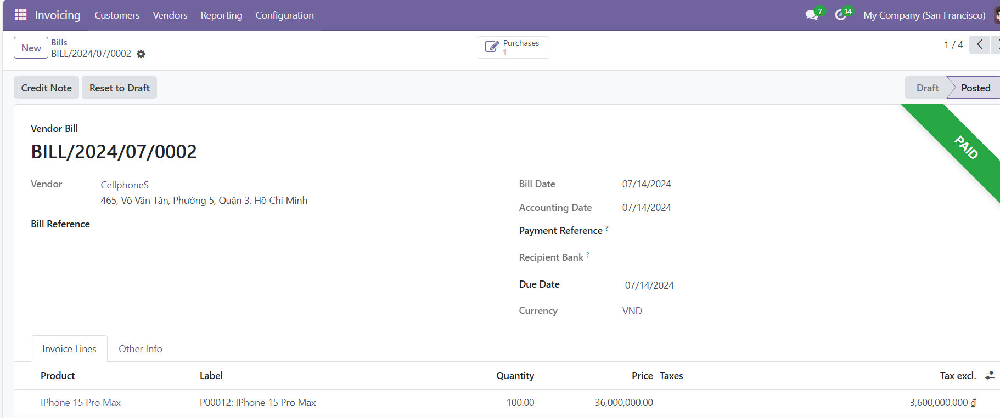 Invoicing Customers Vendors Reporting Configuration 7 14 My Company (San Francisco)
New Bills Purchases 1 / 4
BILL/2024/07/0002 1
Credit Note Reset to Draft Draft Posted
PAID
Vendor Bill
BILL/2024/07/0002
Vendor CellphoneS Bill Date 07/14/2024
465, Võ Văn Tần, Phường 5, Quận 3, Hồ Chí Minh
Accounting Date 07/14/2024
Bill Reference Payment Reference ?
Recipient Bank ?
Due Date 07/14/2024
Currency VND
Invoice Lines Other Info
Product Label Quantity Price Taxes Tax excl.
IPhone 15 Pro Max P00012: IPhone 15 Pro Max 100.00 36,000,000.00 3,600,000,000 ₫